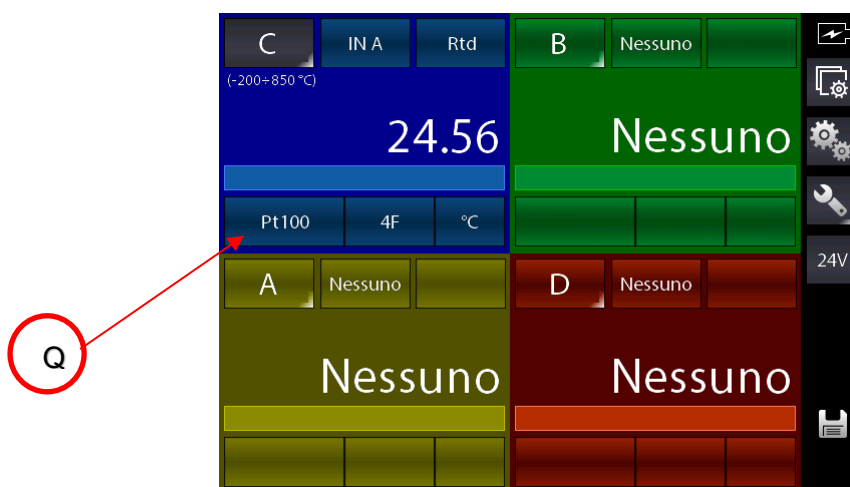 C IN A Rtd
(-200÷850 °C)
24.56
Pt100 4F °C
B Nessuno
Nessuno
24V
Q
A Nessuno
Nessuno
D Nessuno
Nessuno